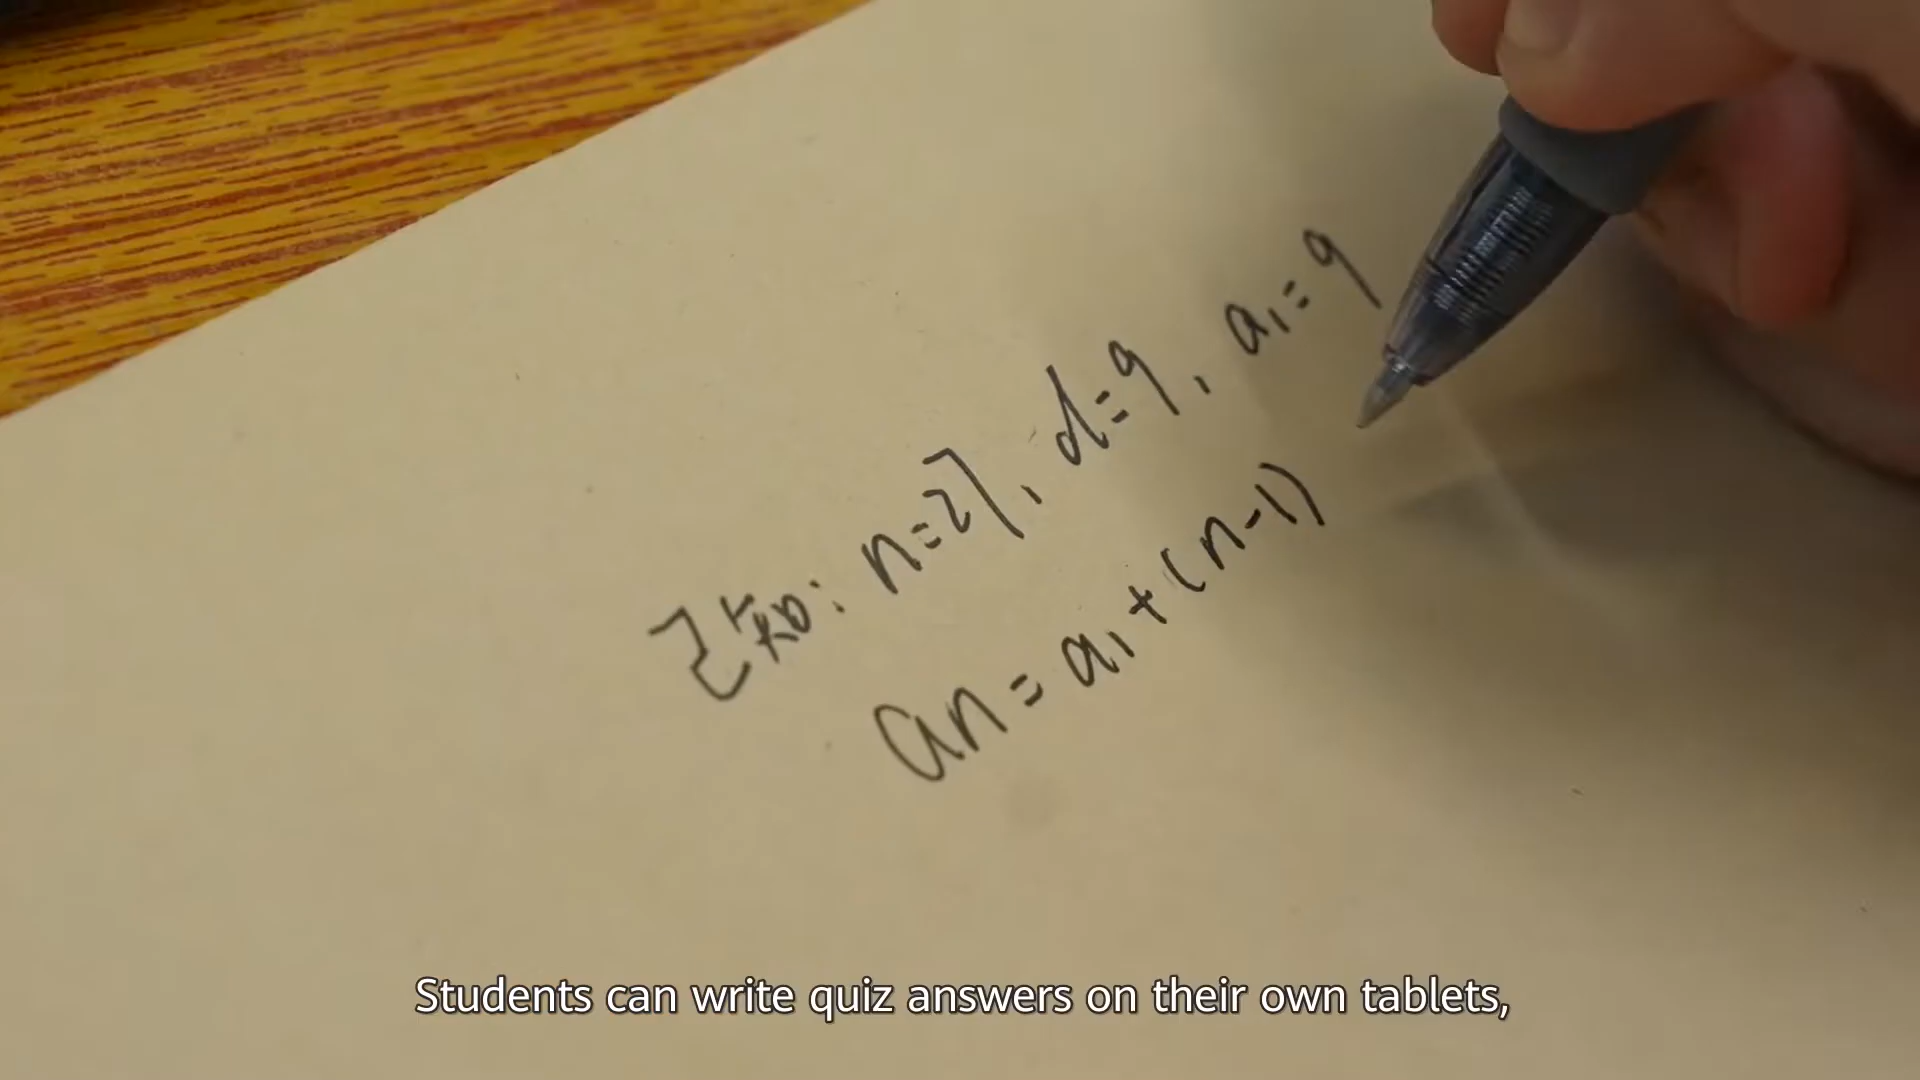 已知: n=27, d=9, a₁=9
an=a₁+(n-1)
Students can write quiz answers on their own tablets,